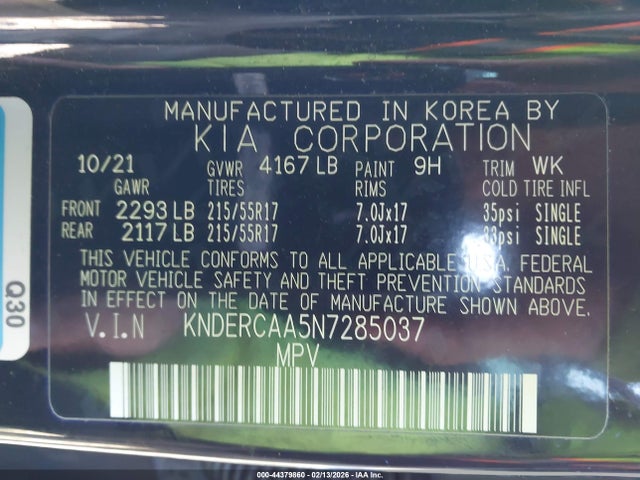 MANUFACTURED IN KOREA BY
KIA CORPORATION
10/21 GVWR 4167 LB PAINT 9H TRIM WK
GAWR TIRES RIMS COLD TIRE INFL
FRONT 2293 LB 215/55R17 7.0Jx17 35psi SINGLE
REAR 2117 LB 215/55R17 7.0Jx17 33psi SINGLE
THIS VEHICLE CONFORMS TO ALL APPLICABLE U.S.A. FEDERAL
MOTOR VEHICLE SAFETY AND THEFT PREVENTION STANDARDS
IN EFFECT ON THE DATE OF MANUFACTURE SHOWN ABOVE.
V.I.N KNDERCAA5N7285037
MPV
Q30
000-44379860 - 02/13/2026 - IAA Inc.